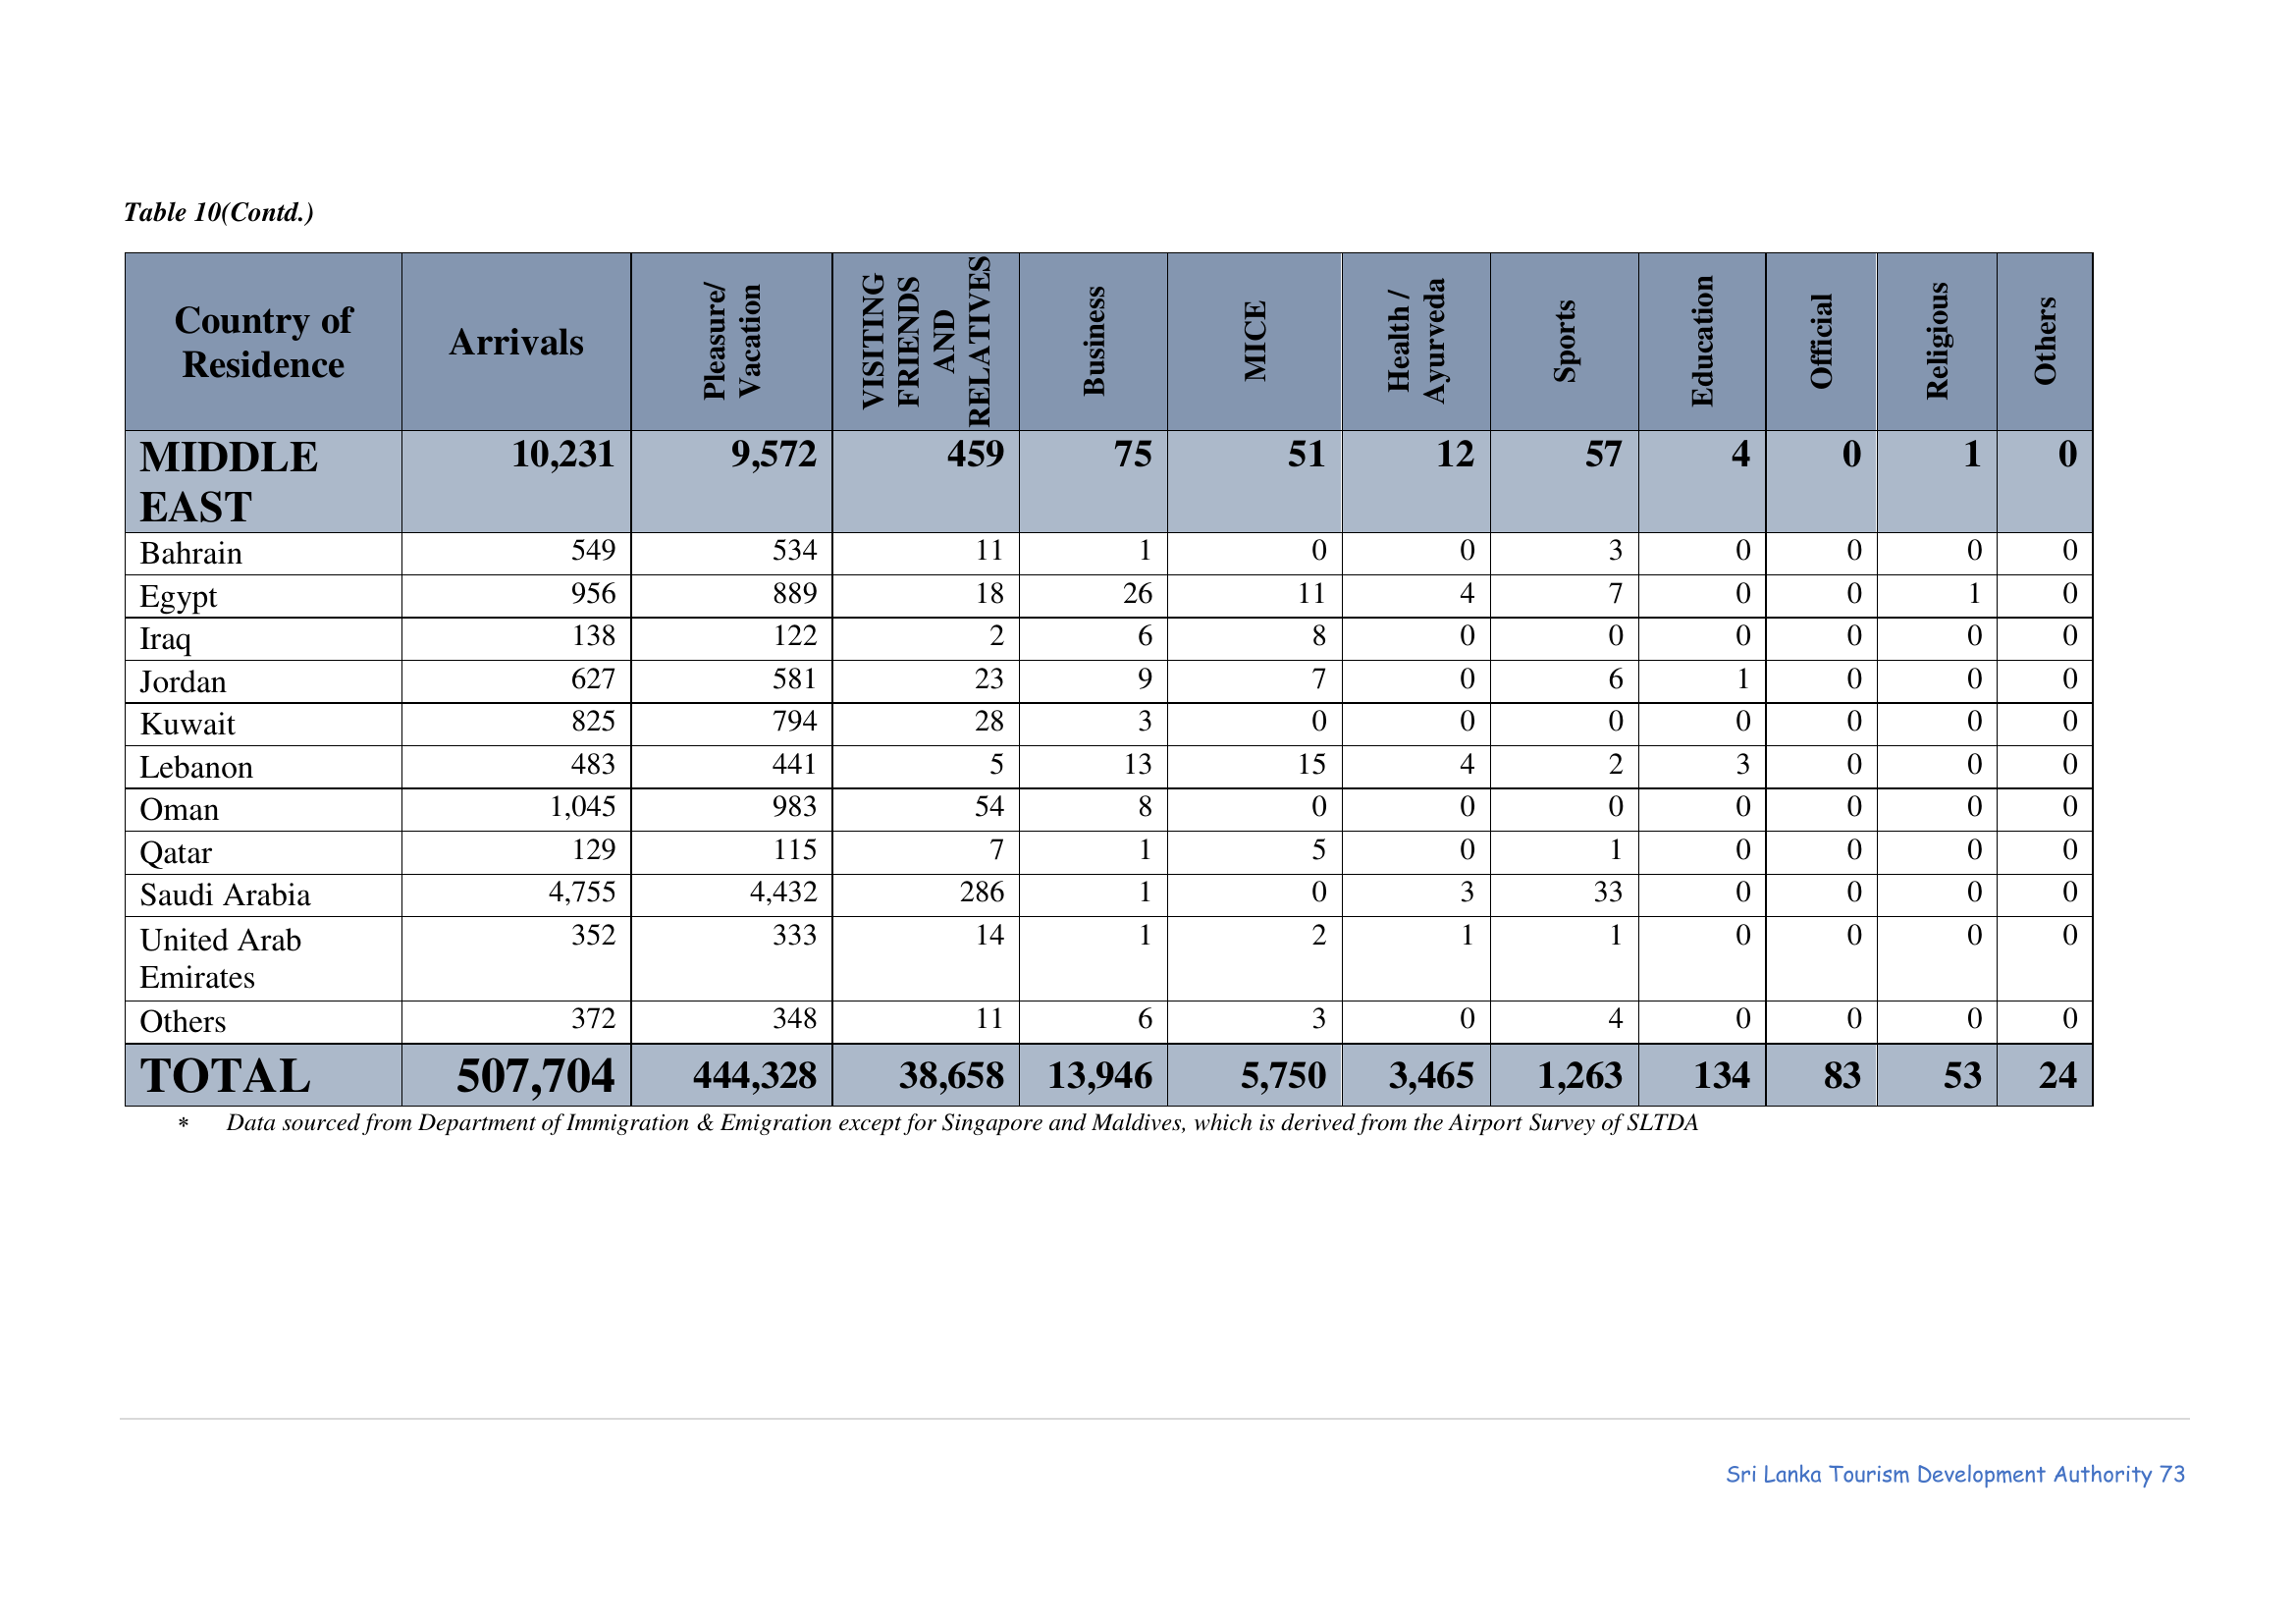 Table 10(Contd.)
Country of Residence Arrivals Pleasure/ Vacation VISITING FRIENDS AND RELATIVES Business MICE Health / Ayurveda Sports Education Official Religious Others
MIDDLE EAST 10,231 9,572 459 75 51 12 57 4 0 1 0
Bahrain 549 534 11 1 0 0 3 0 0 0 0
Egypt 956 889 18 26 11 4 7 0 0 1 0
Iraq 138 122 2 6 8 0 0 0 0 0 0
Jordan 627 581 23 9 7 0 6 1 0 0 0
Kuwait 825 794 28 3 0 0 0 0 0 0 0
Lebanon 483 441 5 13 15 4 2 3 0 0 0
Oman 1,045 983 54 8 0 0 0 0 0 0 0
Qatar 129 115 7 1 5 0 1 0 0 0 0
Saudi Arabia 4,755 4,432 286 1 0 3 33 0 0 0 0
United Arab Emirates 352 333 14 1 2 1 1 0 0 0 0
Others 372 348 11 6 3 0 4 0 0 0 0
TOTAL 507,704 444,328 38,658 13,946 5,750 3,465 1,263 134 83 53 24
* Data sourced from Department of Immigration & Emigration except for Singapore and Maldives, which is derived from the Airport Survey of SLTDA
Sri Lanka Tourism Development Authority 73